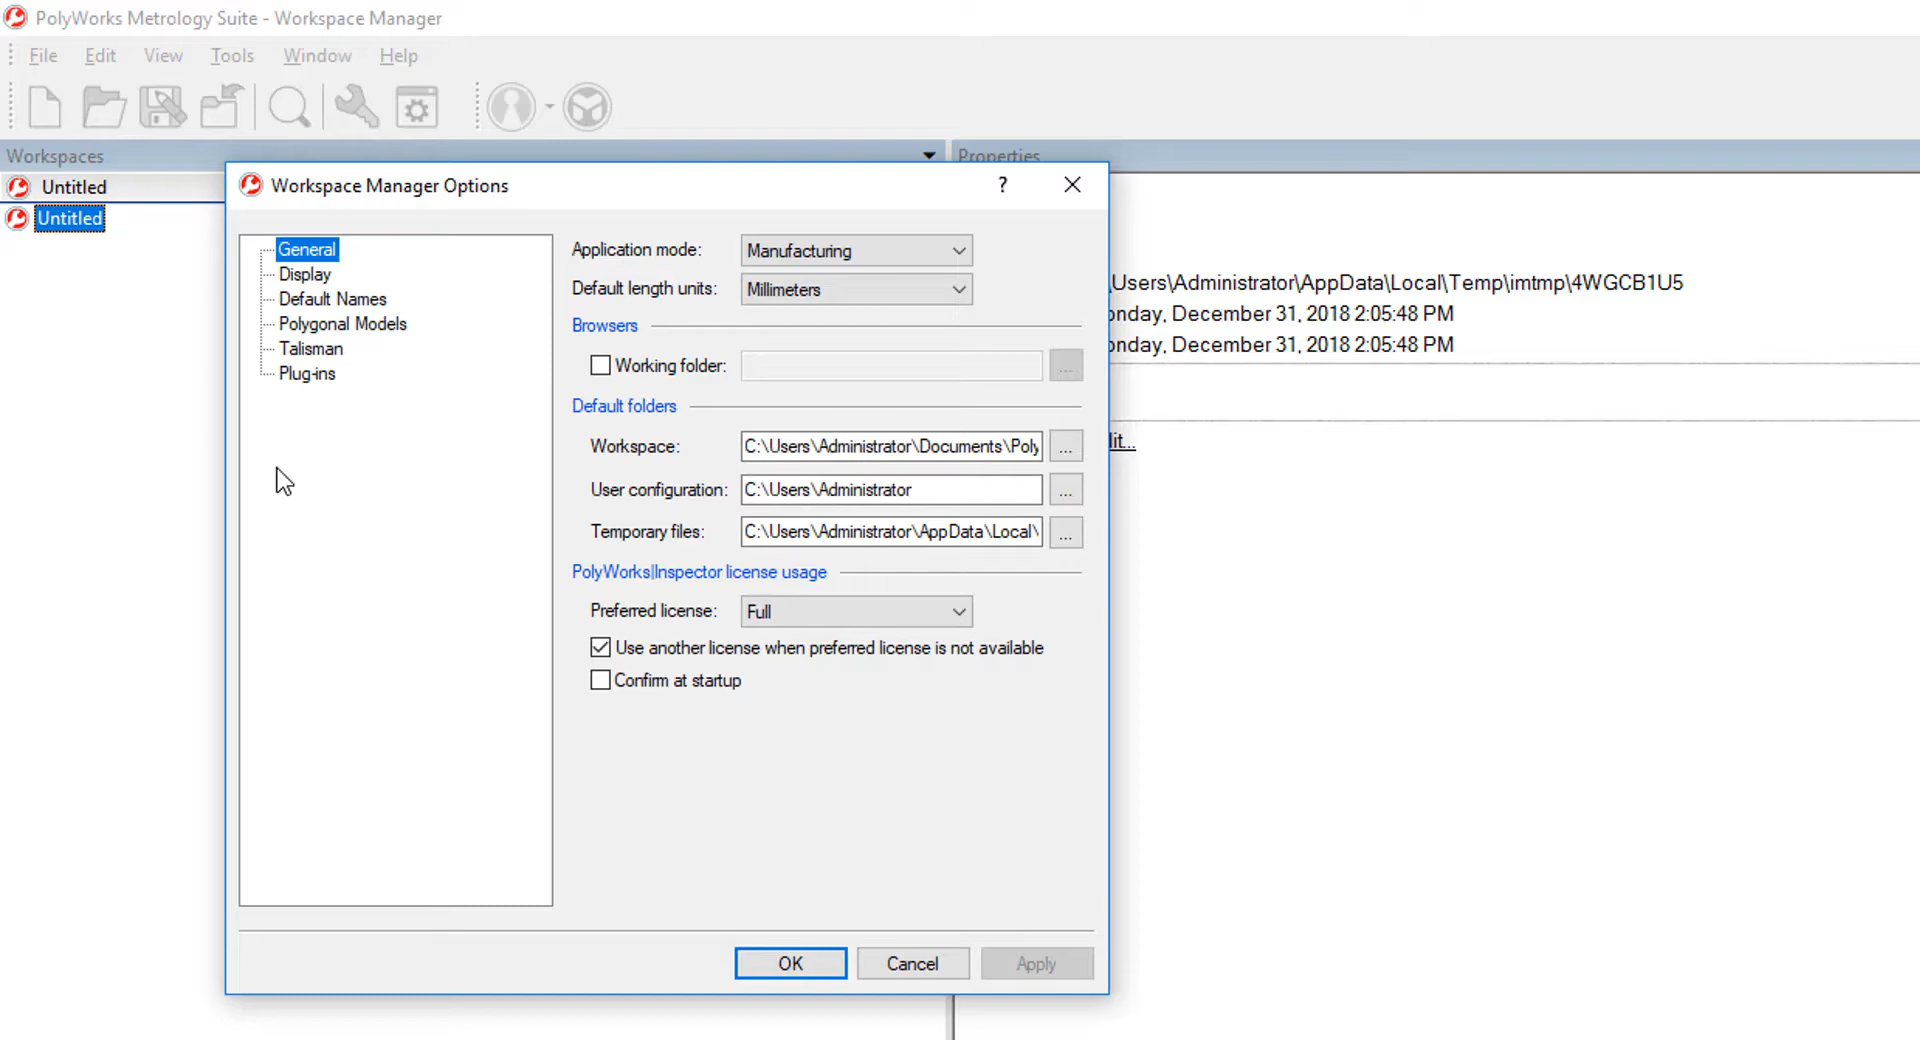 PolyWorks Metrology Suite - Workspace Manager
File Edit View Tools Window Help
Workspaces
Properties
Untitled
Untitled
Workspace Manager Options
?
General
Display
Default Names
Polygonal Models
Talisman
Plug-ins
Application mode: Manufacturing
Default length units: Millimeters
Browsers
Working folder: ...
Default folders
Workspace: C:\Users\Administrator\Documents\Poly ...
User configuration: C:\Users\Administrator ...
Temporary files: C:\Users\Administrator\AppData\Local\ ...
PolyWorks|Inspector license usage
Preferred license: Full
Use another license when preferred license is not available
Confirm at startup
OK Cancel Apply
\Users\Administrator\AppData\Local\Temp\imtmp\4WGCB1U5
onday, December 31, 2018 2:05:48 PM
onday, December 31, 2018 2:05:48 PM
lit...